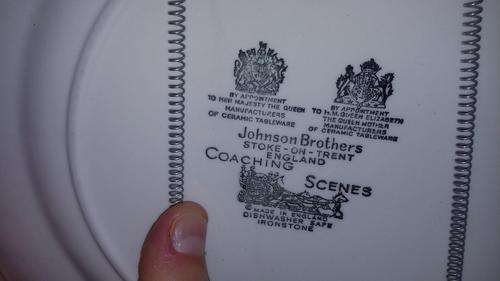 BY APPOINTMENT
TO HER MAJESTY THE QUEEN
MANUFACTURERS
OF CERAMIC TABLEWARE
BY APPOINTMENT
TO H.M. QUEEN ELIZABETH
THE QUEEN MOTHER
MANUFACTURERS
OF CERAMIC TABLEWARE
Johnson Brothers
STOKE-ON-TRENT
ENGLAND
COACHING SCENES
© MADE IN ENGLAND
DISHWASHER SAFE
IRONSTONE